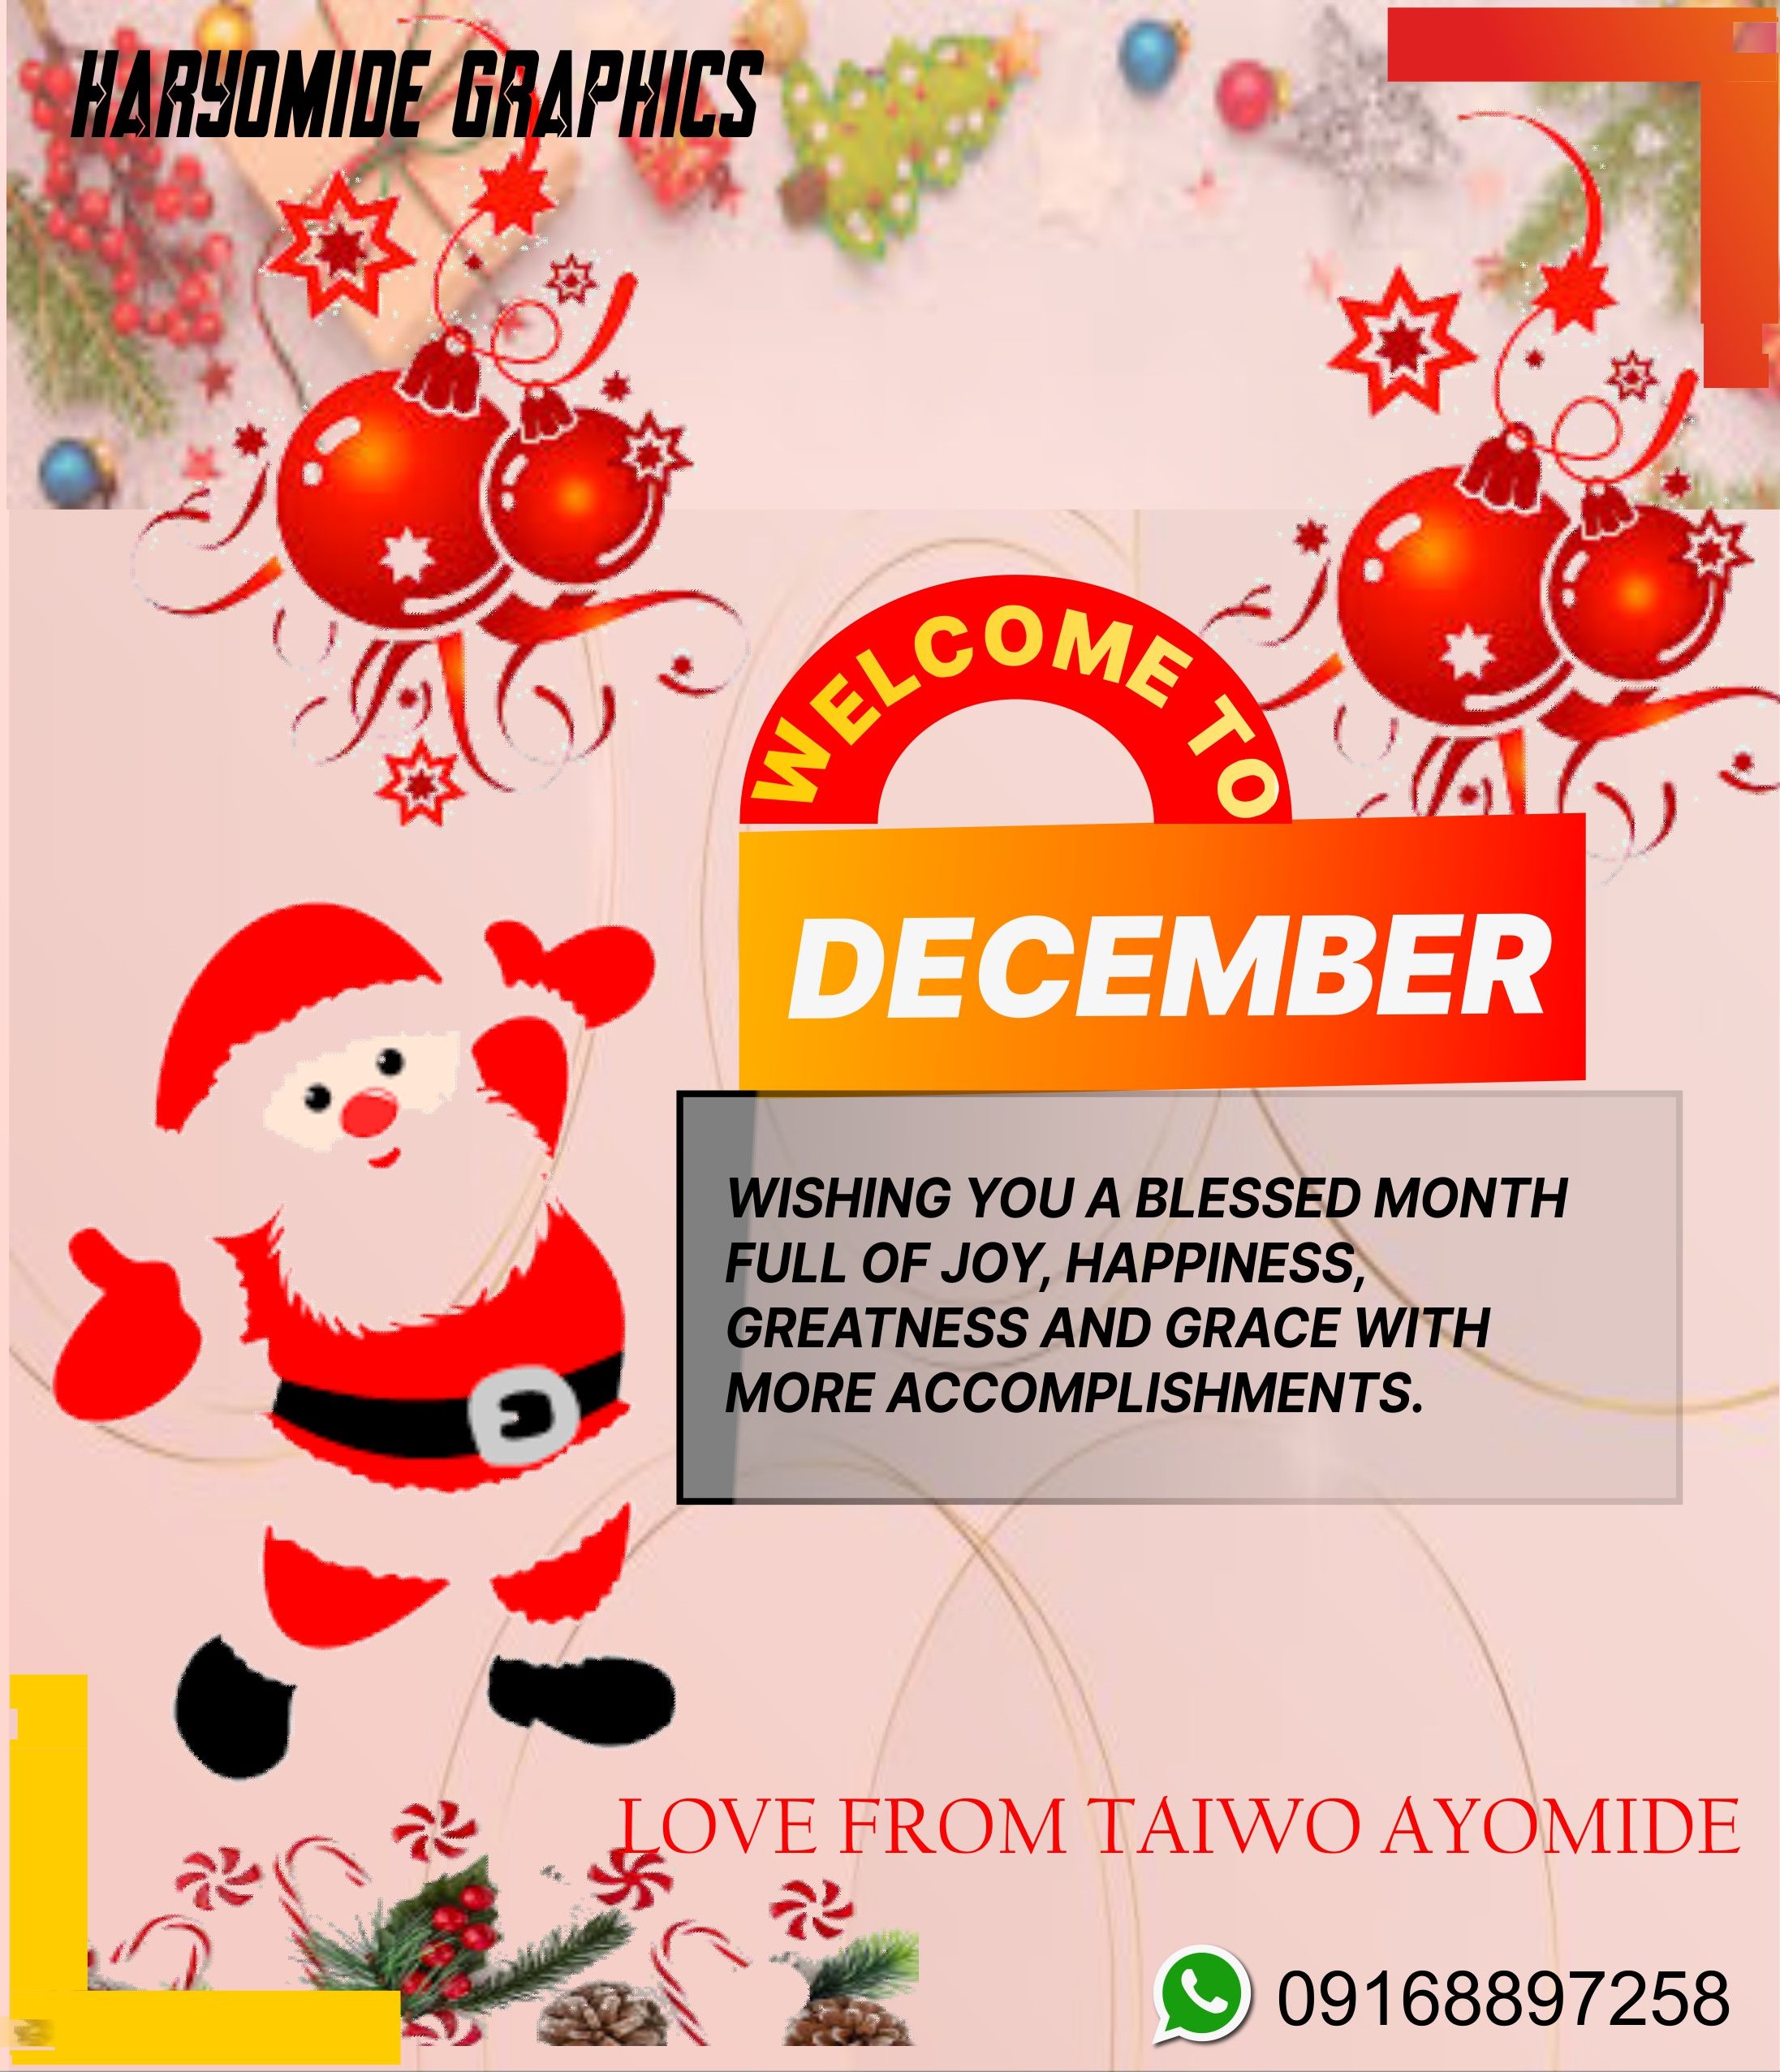 HARYOMIDE GRAPHICS
WELCOME TO
DECEMBER
WISHING YOU A BLESSED MONTH
FULL OF JOY, HAPPINESS,
GREATNESS AND GRACE WITH
MORE ACCOMPLISHMENTS.
LOVE FROM TAIWO AYOMIDE
09168897258